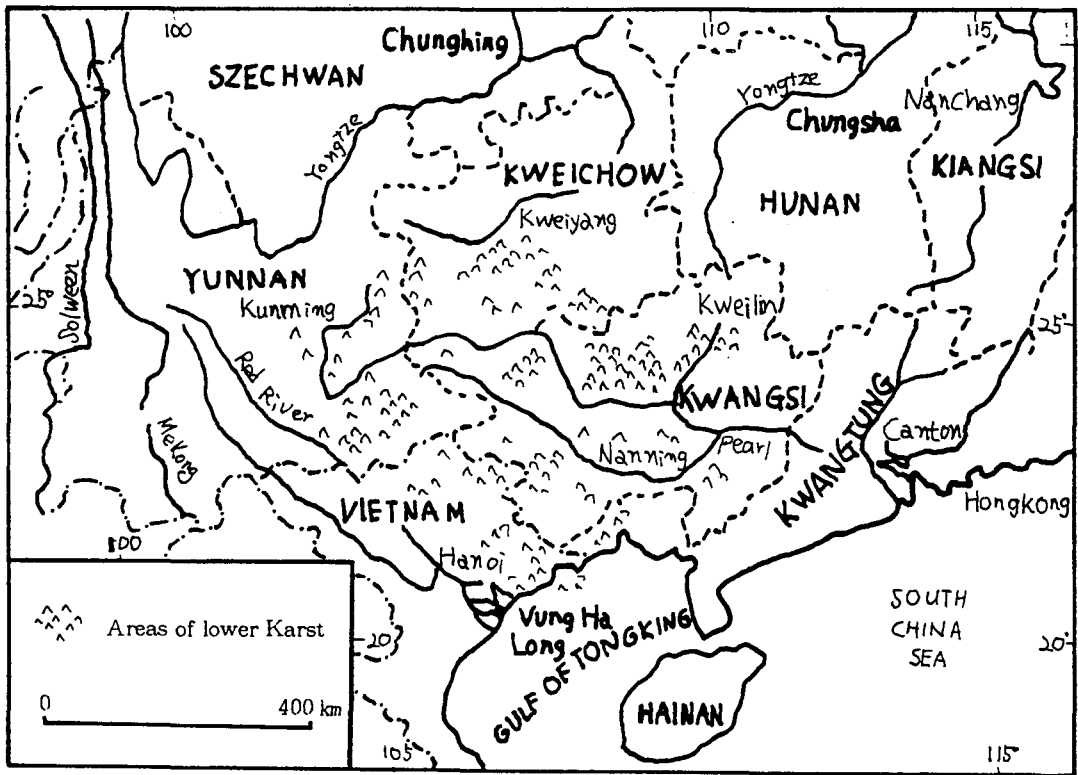 100
110
115
Chunghing
SZECHWAN
Yongtze
Yongtze
NanChang
Chungsha
KWEICHOW
KIANGSI
HUNAN
Kweiyang
YUNNAN
Kunming
Kweilin
25°
25°
Solween
Red River
Mekong
KWANGSI
Nanning
Pearl
KWANGTUNG
Canton
Hongkong
VIETNAM
Hanoi
100
Vung Ha
Long
GULF OF TONGKING
SOUTH
CHINA
SEA
Areas of lower Karst
20°
20°
0 400 km
HAINAN
105
115°